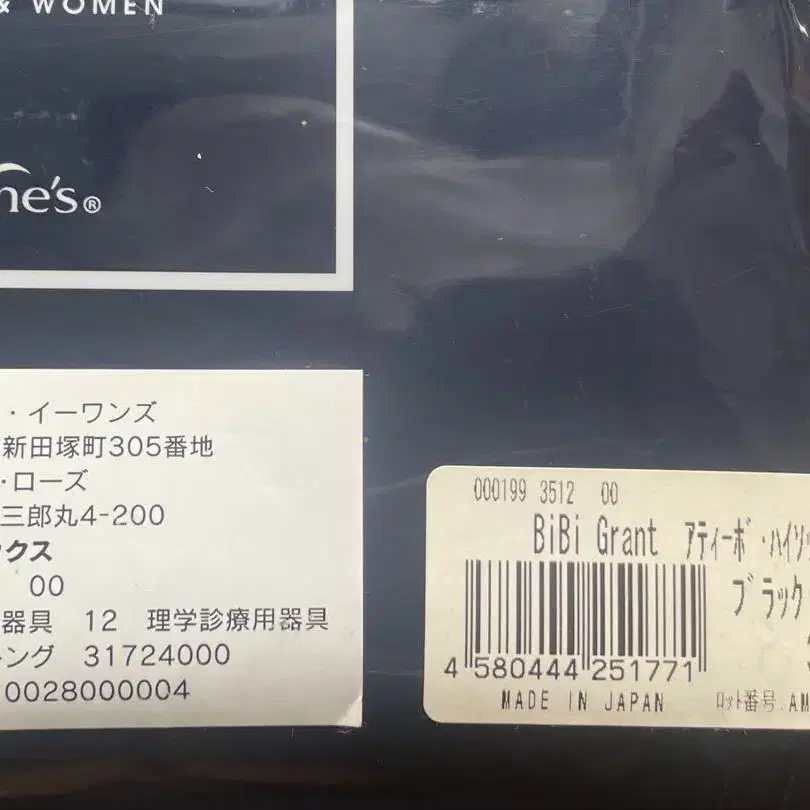 & WOMEN
ne's®
・イーワンズ
新田塚町305番地
・ローズ
三郎丸4-200
ックス
00
器具 12 理学診療用器具
キング 31724000
0028000004
000199 3512 00
BiBi Grant アティーボ・ハイソッ
ブラック
4 580444 251771
MADE IN JAPAN ロット番号.AM